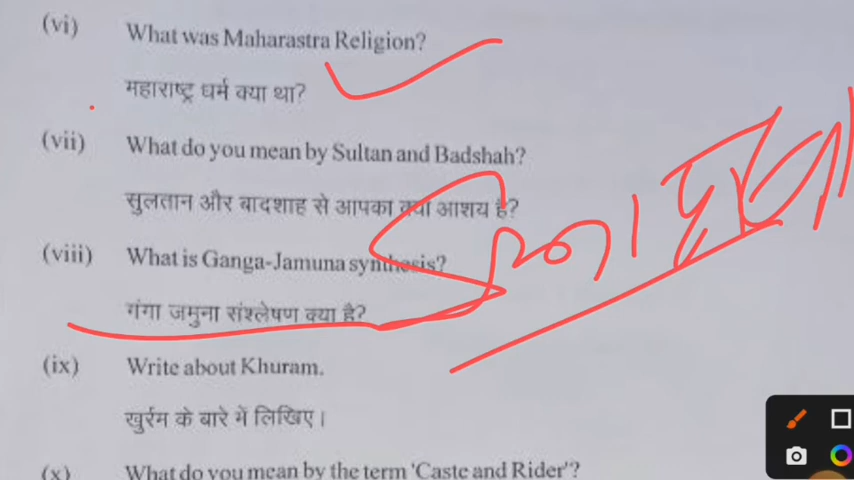 (vi) What was Maharastra Religion?
महाराष्ट्र धर्म क्या था?
(vii) What do you mean by Sultan and Badshah?
सुलतान और बादशाह से आपका क्या आशय है?
(viii) What is Ganga-Jamuna synthesis?
गंगा जमुना संश्लेषण क्या है?
(ix) Write about Khuram.
खुर्रम के बारे में लिखिए।
(x) What do you mean by the term 'Caste and Rider'?